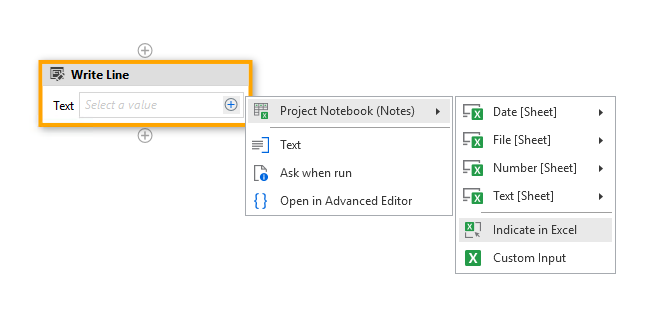 Write Line
Text Select a value
Project Notebook (Notes)
Text
Ask when run
Open in Advanced Editor
Date [Sheet]
File [Sheet]
Number [Sheet]
Text [Sheet]
Indicate in Excel
Custom Input